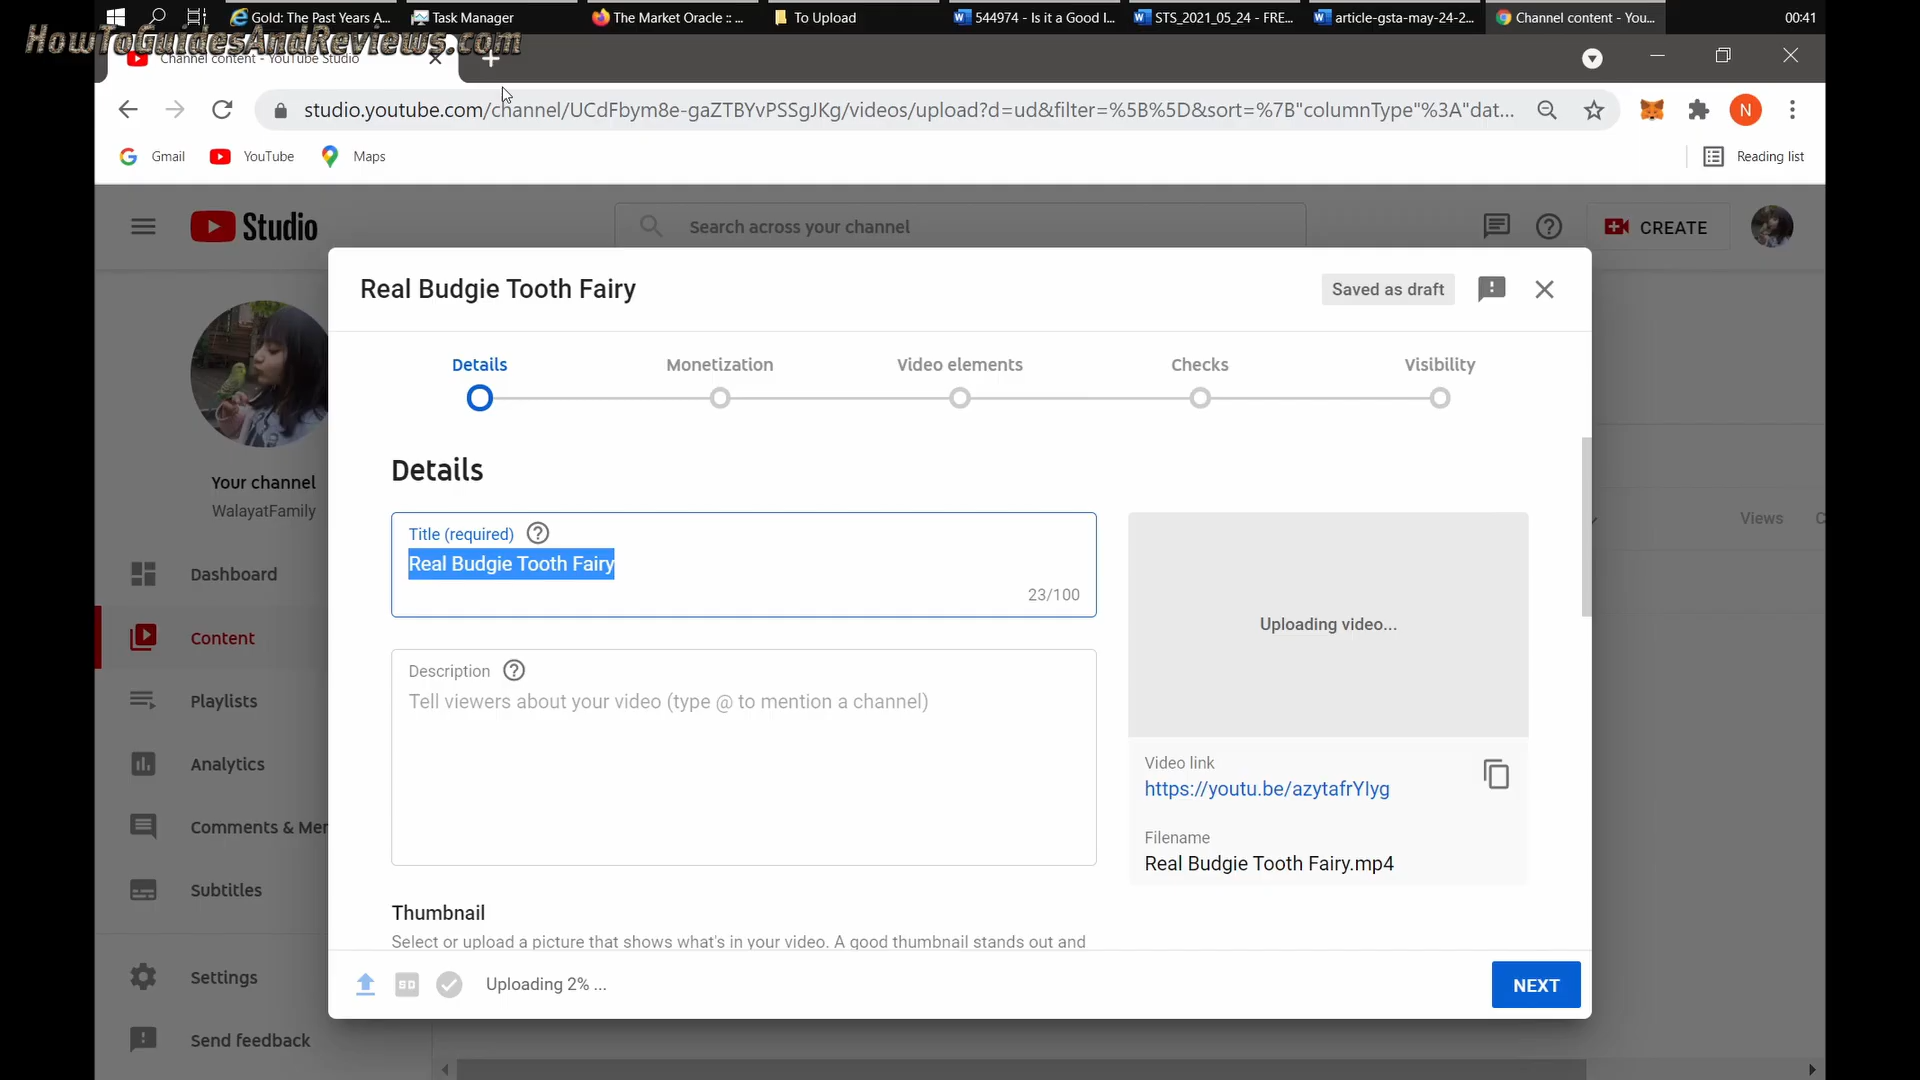 Gold: The Past Years A...
Task Manager
The Market Oracle :: ...
To Upload
544974 - Is it a Good I...
STS_2021_05_24 - FRE...
article-gsta-may-24-2...
Channel content - You...
00:41
HowToGuidesAndReviews.com
Channel content - YouTube Studio
studio.youtube.com/channel/UCdFbym8e-gaZTBYvPSSgJKg/videos/upload?d=ud&filter=%5B%5D&sort=%7B"columnType"%3A"dat...
N
Gmail
YouTube
Maps
Reading list
Studio
Search across your channel
CREATE
Real Budgie Tooth Fairy
Saved as draft
Details
Monetization
Video elements
Checks
Visibility
Your channel
WalayatFamily
Dashboard
Content
Playlists
Analytics
Comments & Mer
Subtitles
Settings
Send feedback
Details
Title (required)
Real Budgie Tooth Fairy
23/100
Description
Tell viewers about your video (type @ to mention a channel)
Thumbnail
Select or upload a picture that shows what's in your video. A good thumbnail stands out and
Uploading video...
Video link
https://youtu.be/azytafrYIyg
Filename
Real Budgie Tooth Fairy.mp4
Views
C
SD
Uploading 2% ...
NEXT